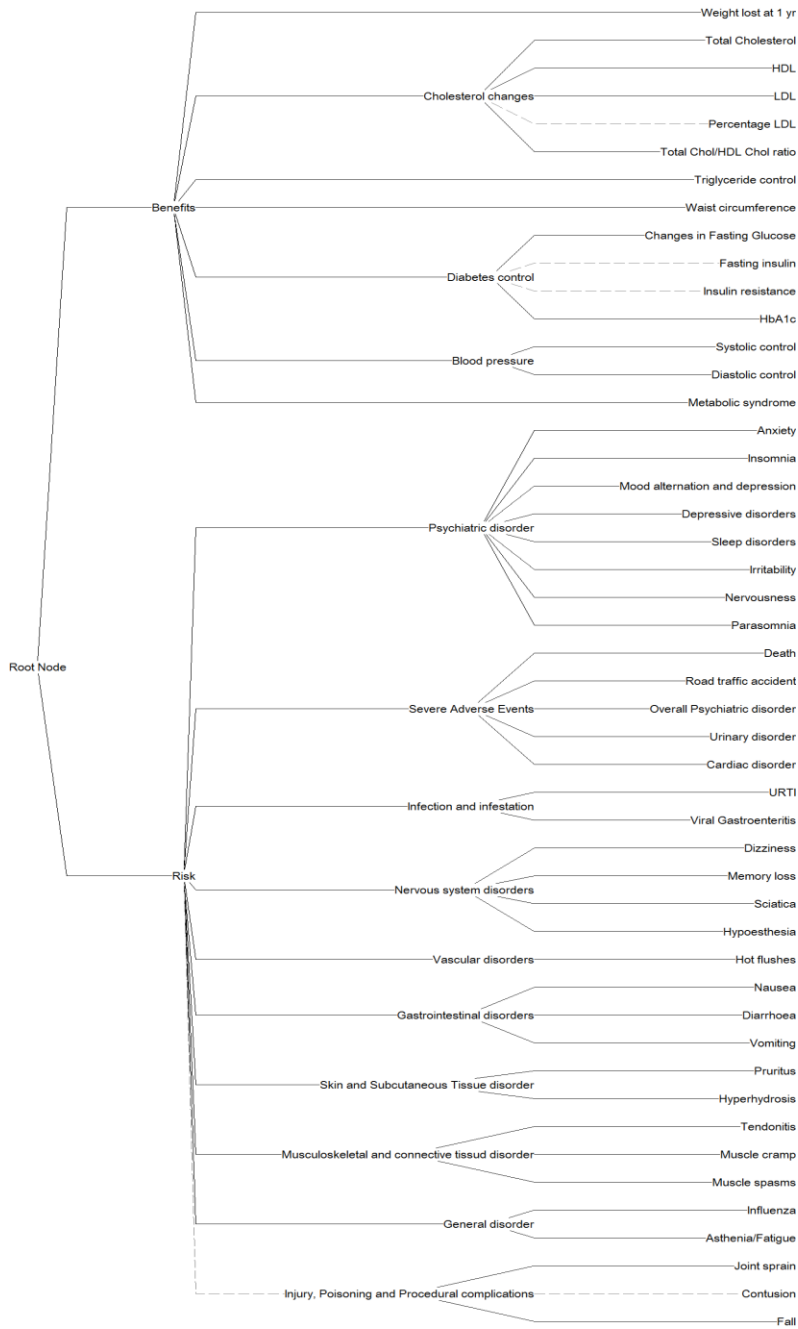 Weight lost at 1 yr
Total Cholesterol
HDL
Cholesterol changes
LDL
Percentage LDL
Total Chol/HDL Chol ratio
Triglyceride control
Benefits
Waist circumference
Changes in Fasting Glucose
Fasting insulin
Diabetes control
Insulin resistance
HbA1c
Systolic control
Blood pressure
Diastolic control
Metabolic syndrome
Anxiety
Insomnia
Mood alternation and depression
Depressive disorders
Psychiatric disorder
Sleep disorders
Irritability
Nervousness
Parasomnia
Death
Root Node
Road traffic accident
Severe Adverse Events
Overall Psychiatric disorder
Urinary disorder
Cardiac disorder
URTI
Infection and infestation
Viral Gastroenteritis
Dizziness
Risk
Memory loss
Nervous system disorders
Sciatica
Hypoesthesia
Vascular disorders
Hot flushes
Nausea
Gastrointestinal disorders
Diarrhoea
Vomiting
Pruritus
Skin and Subcutaneous Tissue disorder
Hyperhydrosis
Tendonitis
Musculoskeletal and connective tissud disorder
Muscle cramp
Muscle spasms
Influenza
General disorder
Asthenia/Fatigue
Joint sprain
Injury, Poisoning and Procedural complications
Contusion
Fall